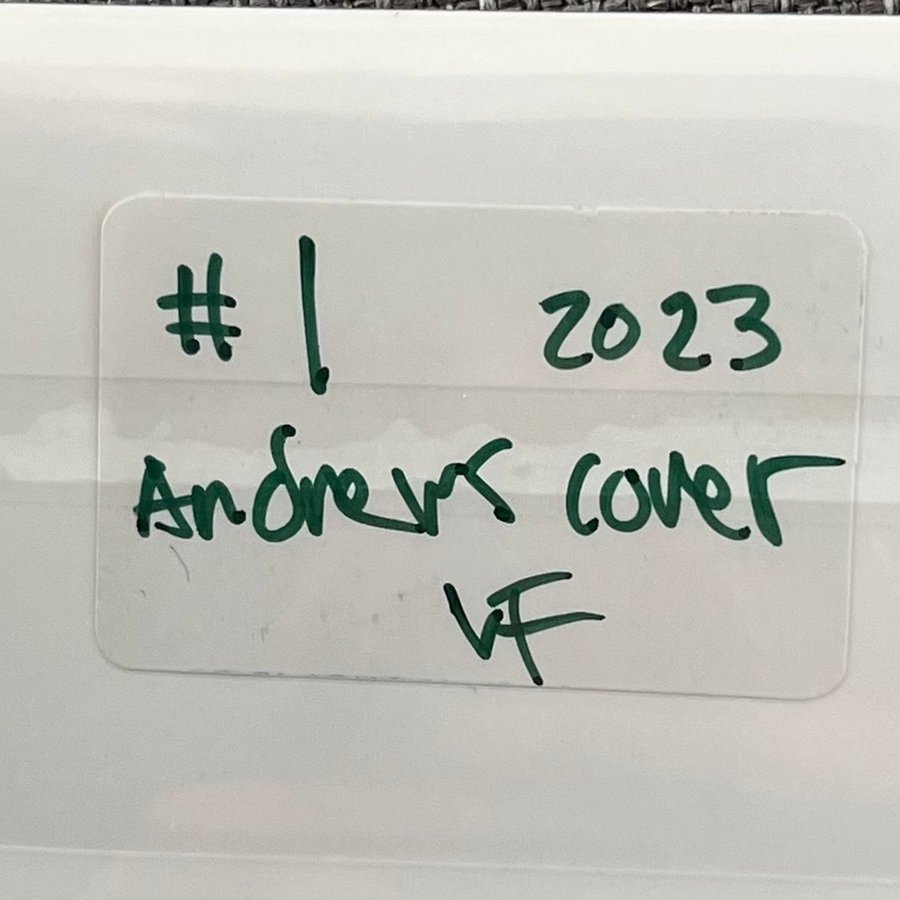 #1 2023
Andrews cover
VF